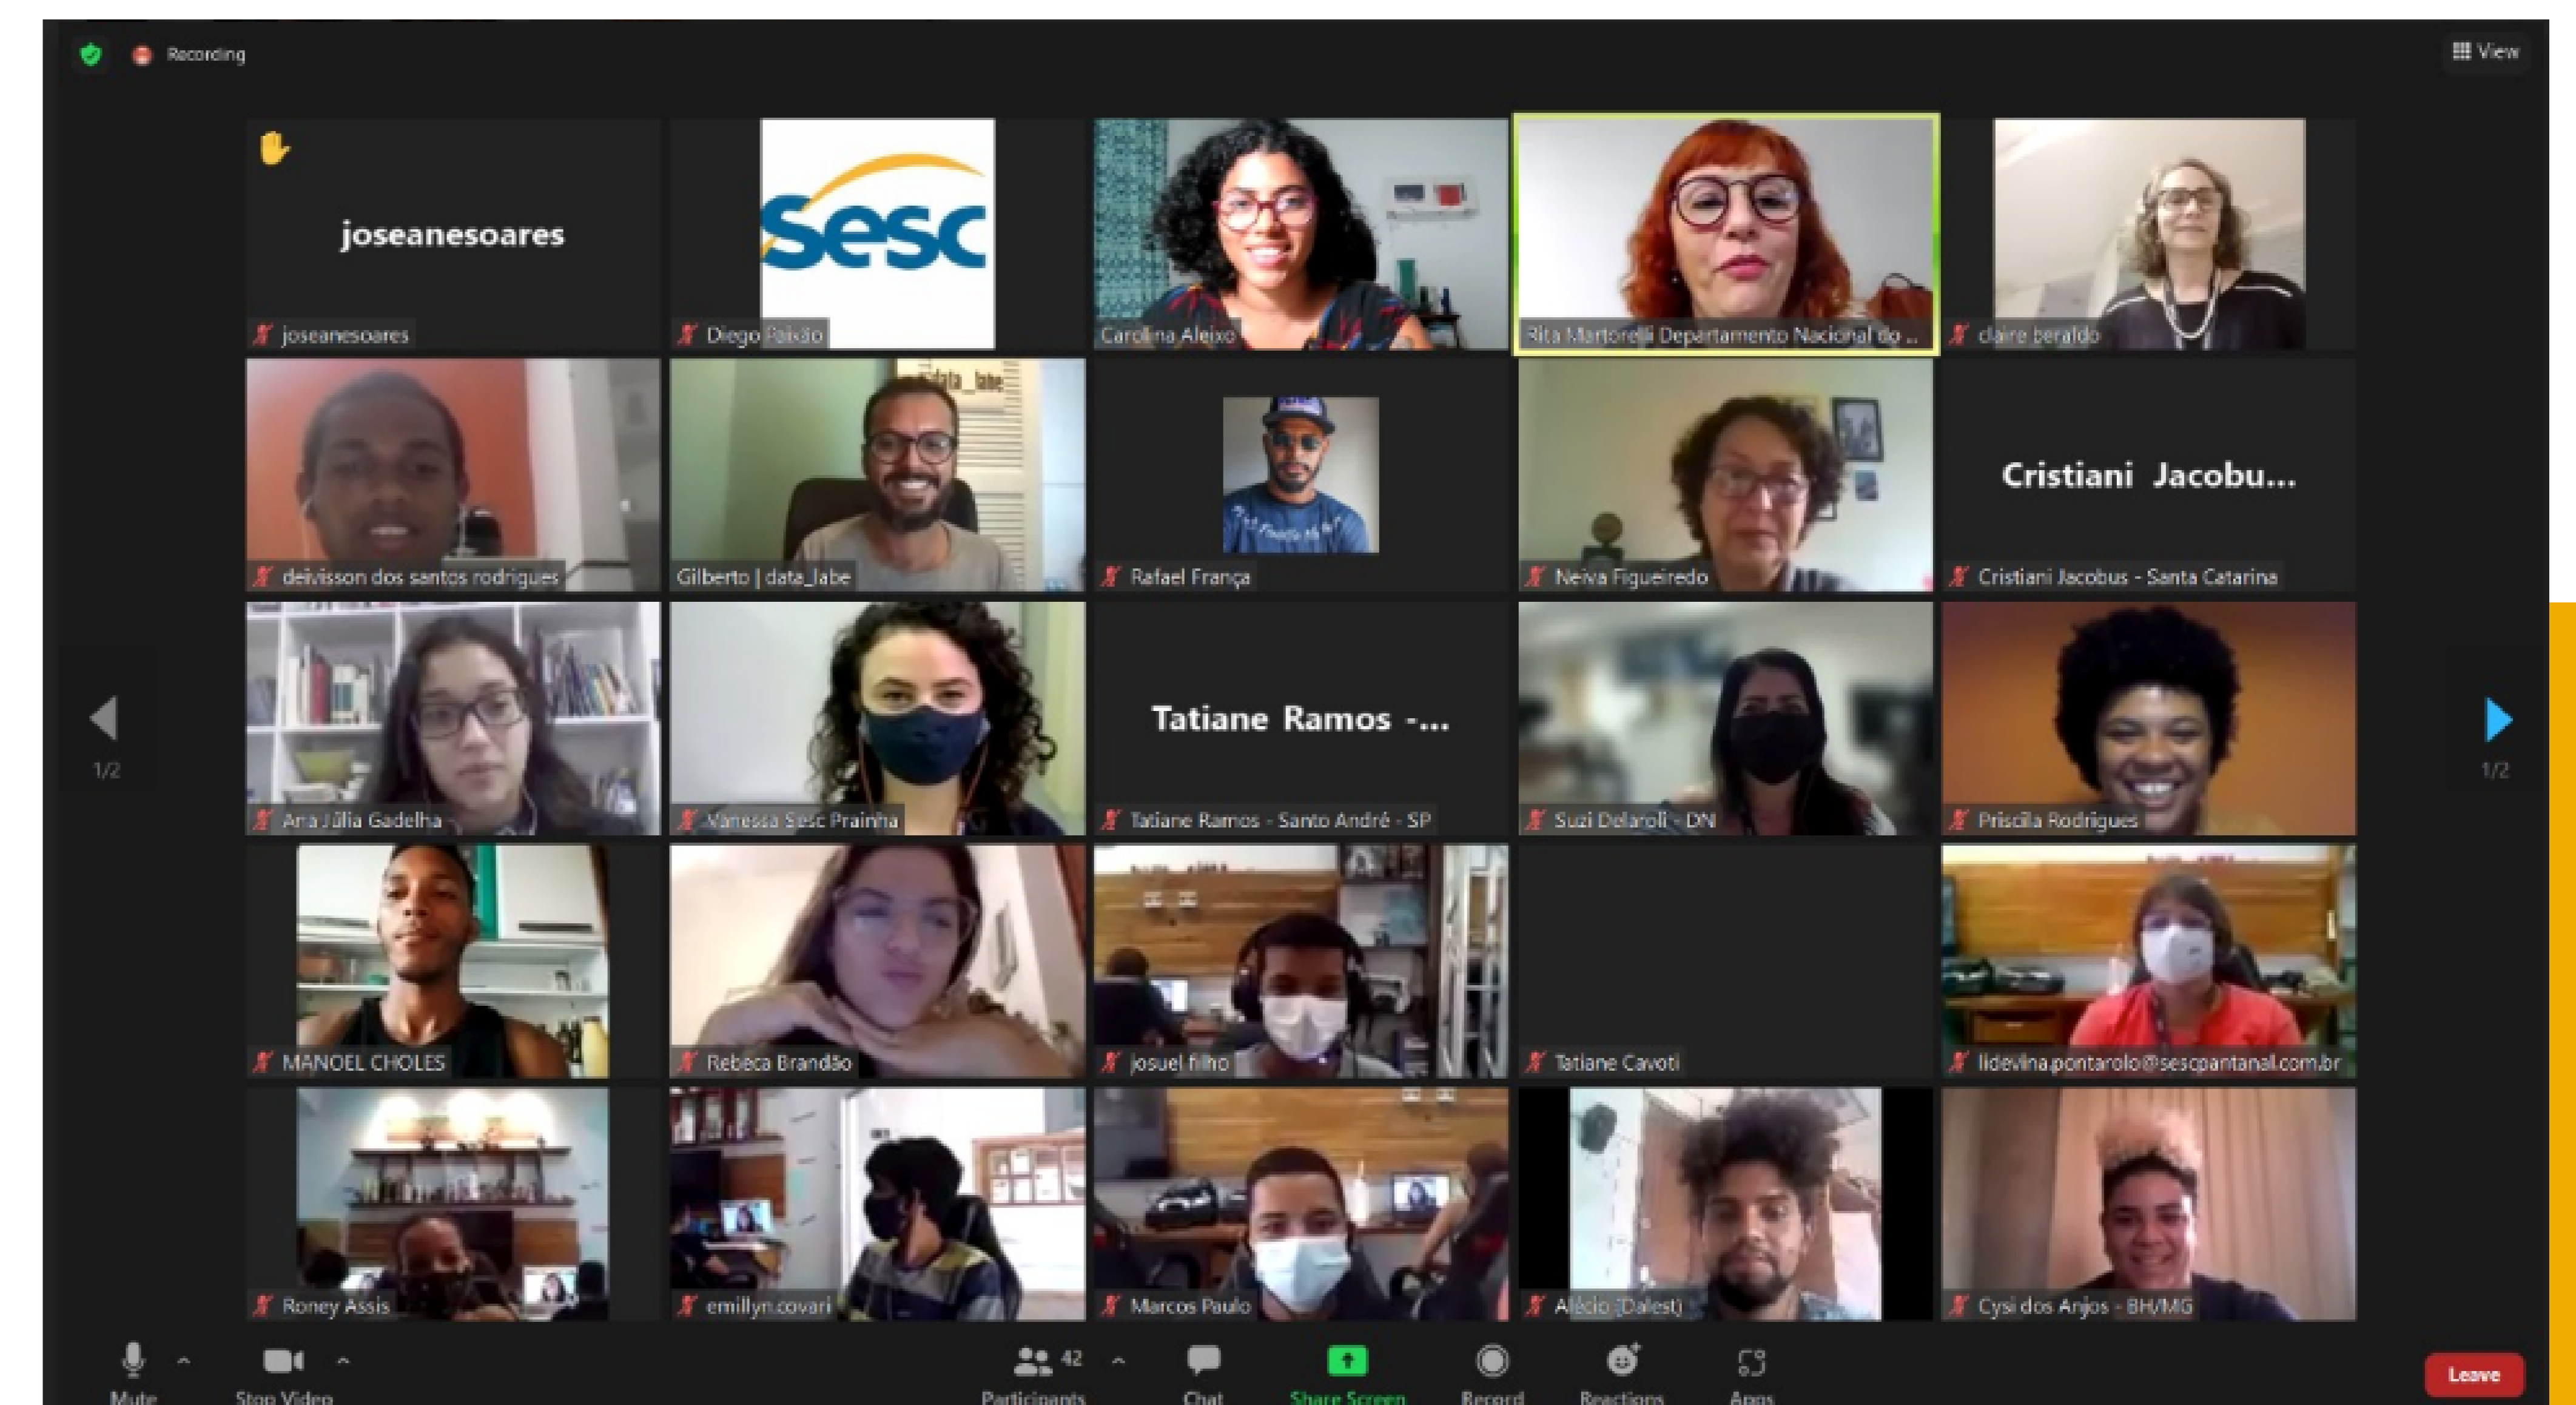 Recording
View
joseanesoares
joseanesoares
Sesc
Diego Paixão
Carolina Aleixo
Rita Martorelli Departamento Nacional do ...
claire beraldo
deivisson dos santos rodrigues
data_labe
Gilberto | data_labe
Rafael França
Neiva Figueiredo
Cristiani Jacobu...
Cristiani Jacobus - Santa Catarina
Ana Júlia Gadelha
Vanessa Sesc Prainha
Tatiane Ramos -...
Tatiane Ramos - Santo André - SP
Suzi Delaroli - DN
Priscila Rodrigues
1/2
1/2
MANOEL CHOLES
Rebeca Brandão
josuel filho
Tatiane Cavoti
lidevina.pontarolo@sescpantanal.com.br
Roney Assis
emillyn.covari
Marcos Paulo
Alécio (Dalest)
Cysi dos Anjos - BH/MG
Mute
Stop Video
42
Participants
Chat
Share Screen
Record
Reactions
Apps
Leave